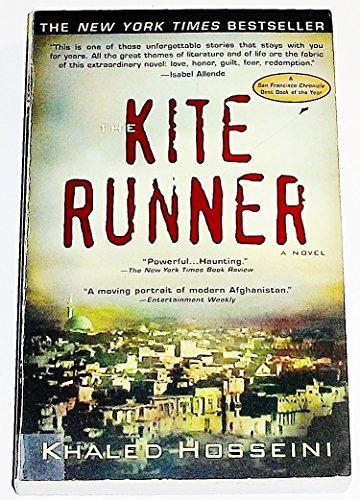 THE NEW YORK TIMES BESTSELLER
"This is one of those unforgettable stories that stays with you for
years. All the great themes of literature and of life are the fabric
of this extraordinary novel: love, honor, guilt, fear, redemption."
—Isabel Allende
A
San Francisco Chronicle
Best Book of the
Year
THE
KITE
RUNNER
A NOVEL
"Powerful...Haunting."
—The New York Times Book Review
"A moving portrait of modern Afghanistan."
—Entertainment Weekly
KHALED HOSSEINI